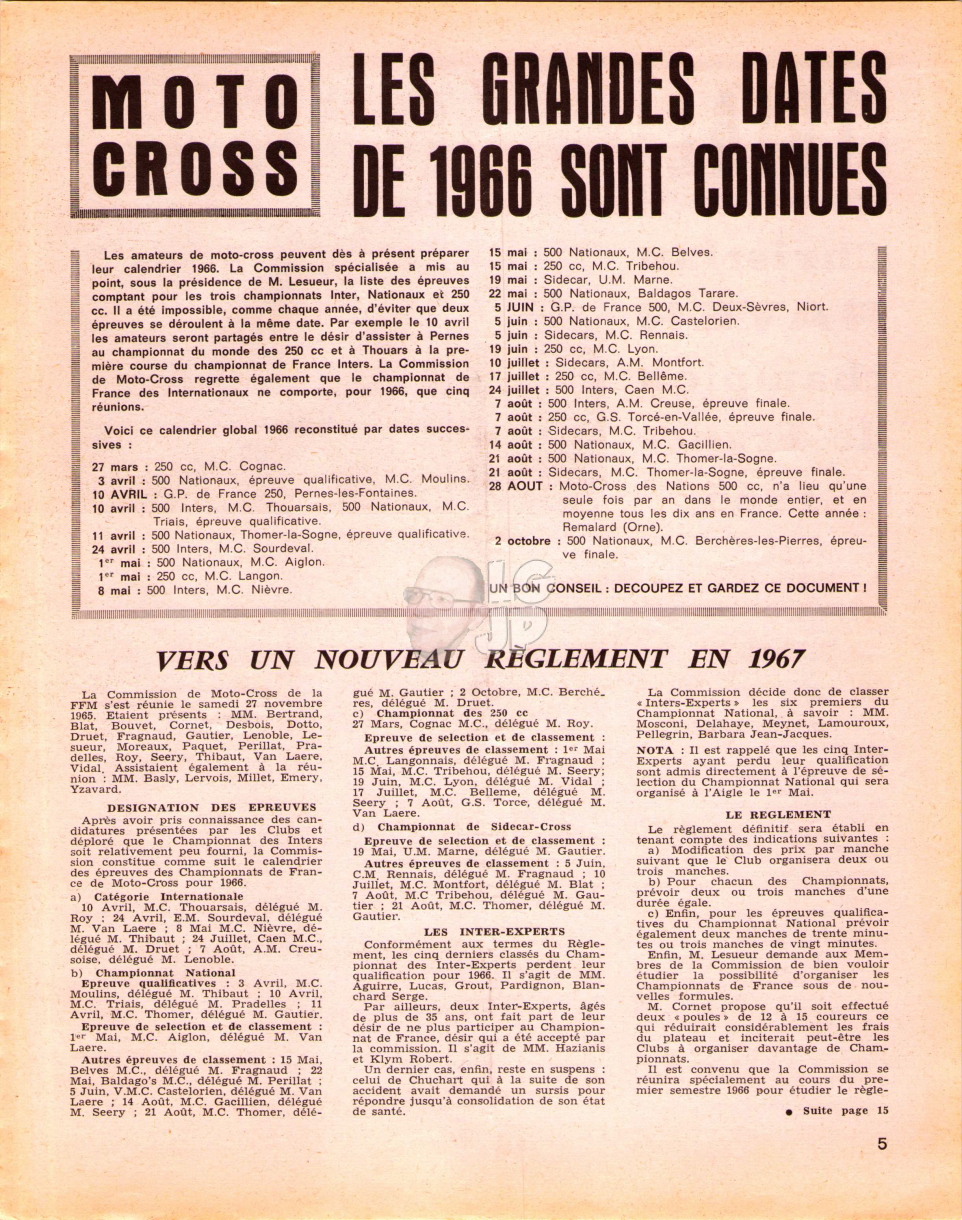 MOTO
CROSS
LES GRANDES DATES
DE 1966 SONT CONNUES
Les amateurs de moto-cross peuvent dès à présent préparer
leur calendrier 1966. La Commission spécialisée a mis au
point, sous la présidence de M. Lesueur, la liste des épreuves
comptant pour les trois championnats Inter, Nationaux et 250
cc. Il a été impossible, comme chaque année, d'éviter que deux
épreuves se déroulent à la même date. Par exemple le 10 avril
les amateurs seront partagés entre le désir d'assister à Pernes
au championnat du monde des 250 cc et à Thouars à la pre-
mière course du championnat de France Inters. La Commission
de Moto-Cross regrette également que le championnat de
France des Internationaux ne comporte, pour 1966, que cinq
réunions.
Voici ce calendrier global 1966 reconstitué par dates succes-
sives :
27 mars : 250 cc, M.C. Cognac.
3 avril : 500 Nationaux, épreuve qualificative, M.C. Moulins.
10 AVRIL : G.P. de France 250, Pernes-les-Fontaines.
10 avril : 500 Inters, M.C. Thouarsais, 500 Nationaux, M.C.
Triais, épreuve qualificative.
11 avril : 500 Nationaux, Thomer-la-Sogne, épreuve qualificative.
24 avril : 500 Inters, M.C. Sourdeval.
1er mai : 500 Nationaux, M.C. Aiglon.
1er mai : 250 cc, M.C. Langon.
8 mai : 500 Inters, M.C. Nièvre.
15 mai : 500 Nationaux, M.C. Belves.
15 mai : 250 cc, M.C. Tribehou.
19 mai : Sidecar, U.M. Marne.
22 mai : 500 Nationaux, Baldagos Tarare.
5 JUIN : G.P. de France 500, M.C. Deux-Sèvres, Niort.
5 juin : 500 Nationaux, M.C. Castelorien.
5 juin : Sidecars, M.C. Rennais.
19 juin : 250 cc, M.C. Lyon.
10 juillet : Sidecars, A.M. Montfort.
17 juillet : 250 cc, M.C. Bellême.
24 juillet : 500 Inters, Caen M.C.
7 août : 500 Inters, A.M. Creuse, épreuve finale.
7 août : 250 cc, G.S. Torcé-en-Vallée, épreuve finale.
7 août : Sidecars, M.C. Tribehou.
14 août : 500 Nationaux, M.C. Gacillien.
21 août : 500 Nationaux, M.C. Thomer-la-Sogne.
21 août : Sidecars, M.C. Thomer-la-Sogne, épreuve finale.
28 AOUT : Moto-Cross des Nations 500 cc, n'a lieu qu'une
seule fois par an dans le monde entier, et en
moyenne tous les dix ans en France. Cette année :
Remalard (Orne).
2 octobre : 500 Nationaux, M.C. Berchères-les-Pierres, épreu-
ve finale.
UN BON CONSEIL : DECOUPEZ ET GARDEZ CE DOCUMENT !
JC
JP
VERS UN NOUVEAU REGLEMENT EN 1967
La Commission de Moto-Cross de la
FFM s'est réunie le samedi 27 novembre
1965. Etaient présents : MM. Bertrand,
Blat, Bouvet, Cornet, Desbois, Dotto,
Druet, Fragnaud, Gautier, Lenoble, Le-
sueur, Moreaux, Paquet, Perillat, Pra-
delles, Roy, Seery, Thibaut, Van Laere,
Vidal, Assistaient également à la réu-
nion : MM. Basly, Lervois, Millet, Emery,
Yzavard.
DESIGNATION DES EPREUVES
Après avoir pris connaissance des can-
didatures présentées par les Clubs et
déploré que le Championnat des Inters
soit relativement peu fourni, la Commis-
sion constitue comme suit le calendrier
des épreuves des Championnats de Fran-
ce de Moto-Cross pour 1966.
a) Catégorie Internationale
10 Avril, M.C. Thouarsais, délégué M.
Roy ; 24 Avril, E.M. Sourdeval, délégué
M. Van Laere ; 8 Mai M.C. Nièvre, dé-
légué M. Thibaut ; 24 Juillet, Caen M.C.,
délégué M. Druet ; 7 Août, A.M. Creu-
soise, délégué M. Lenoble.
b) Championnat National
Epreuve qualificatives : 3 Avril, M.C.
Moulins, délégué M. Thibaut ; 10 Avril,
M.C. Triais, délégué M. Pradelles ; 11
Avril, M.C. Thomer, délégué M. Gautier.
Epreuve de selection et de classement :
1er Mai, M.C. Aiglon, délégué M. Van
Laere.
Autres épreuves de classement : 15 Mai,
Belves M.C., délégué M. Fragnaud ; 22
Mai, Baldago's M.C., délégué M. Perillat ;
5 Juin, V.M.C. Castelorien, délégué M. Van
Laere ; 14 Août, M.C. Gacillien, délégué
M. Seery ; 21 Août, M.C. Thomer, délé-
gué M. Gautier ; 2 Octobre, M.C. Berché-
res, délégué M. Druet.
c) Championnat des 250 cc
27 Mars, Cognac M.C., délégué M. Roy.
Epreuve de selection et de classement :
Autres épreuves de classement : 1er Mai
M.C. Langonnais, délégué M. Fragnaud ;
15 Mai, M.C. Tribehou, délégué M. Seery;
19 Juin, M.C. Lyon, délégué M. Vidal ;
17 Juillet, M.C. Belleme, délégué M.
Seery ; 7 Août, G.S. Torce, délégué M.
Van Laere.
d) Championnat de Sidecar-Cross
Epreuve de selection et de classement :
19 Mai, U.M. Marne, délégué M. Gautier.
Autres épreuves de classement : 5 Juin,
C.M. Rennais, délégué M. Fragnaud ; 10
Juillet, M.C. Montfort, délégué M. Blat ;
7 Août, M.C Tribehou, délégué M. Gau-
tier ; 21 Août, M.C. Thomer, délégué M.
Gautier.
LES INTER-EXPERTS
Conformément aux termes du Règle-
ment, les cinq derniers classés du Cham-
pionnat des Inter-Experts perdent leur
qualification pour 1966. Il s'agit de MM.
Aguirre, Lucas, Grout, Pardignon, Blan-
chard Serge.
Par ailleurs, deux Inter-Experts, âgés
de plus de 35 ans, ont fait part de leur
désir de ne plus participer au Champion-
nat de France, désir qui a été accepté par
la commission. Il s'agit de MM. Hazianis
et Klym Robert.
Un dernier cas, enfin, reste en suspens :
celui de Chuchart qui à la suite de son
accident avait demandé un sursis pour
répondre jusqu'à consolidation de son état
de santé.
La Commission décide donc de classer
« Inters-Experts » les six premiers du
Championnat National, à savoir : MM.
Mosconi, Delahaye, Meynet, Lamouroux,
Pellegrin, Barbara Jean-Jacques.
NOTA : Il est rappelé que les cinq Inter-
Experts ayant perdu leur qualification
sont admis directement à l'épreuve de sé-
lection du Championnat National qui sera
organisé à l'Aigle le 1er Mai.
LE REGLEMENT
Le règlement définitif sera établi en
tenant compte des indications suivantes :
a) Modification des prix par manche
suivant que le Club organisera deux ou
trois manches.
b) Pour chacun des Championnats,
prévoir deux ou trois manches d'une
durée égale.
c) Enfin, pour les épreuves qualifica-
tives du Championnat National prévoir
également deux manches de trente minu-
tes ou trois manches de vingt minutes.
Enfin, M. Lesueur demande aux Mem-
bres de la Commission de bien vouloir
étudier la possibilité d'organiser les
Championnats de France sous de nou-
velles formules.
M. Cornet propose qu'il soit effectué
deux « poules » de 12 à 15 coureurs ce
qui réduirait considérablement les frais
du plateau et inciterait peut-être les
Clubs à organiser davantage de Cham-
pionnats.
Il est convenu que la Commission se
réunira spécialement au cours du pre-
mier semestre 1966 pour étudier le règle-
● Suite page 15
5